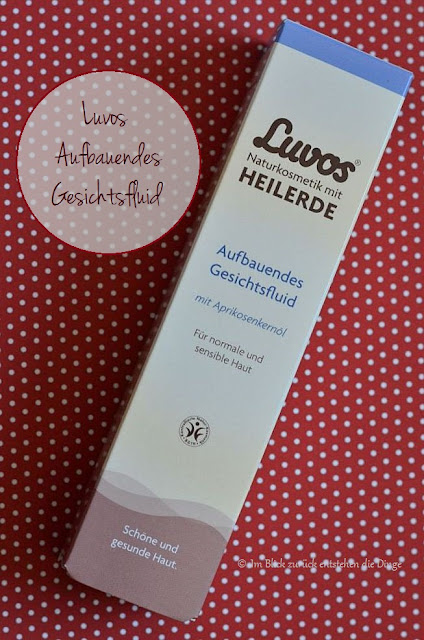 Luvos
Aufbauendes
Gesichtsfluid
Luvos®
Naturkosmetik mit
HEILERDE
Aufbauendes
Gesichtsfluid
mit Aprikosenkernöl
Für normale und
sensible Haut
Schöne und
gesunde Haut.
© Im Blick zurück entstehen die Dinge